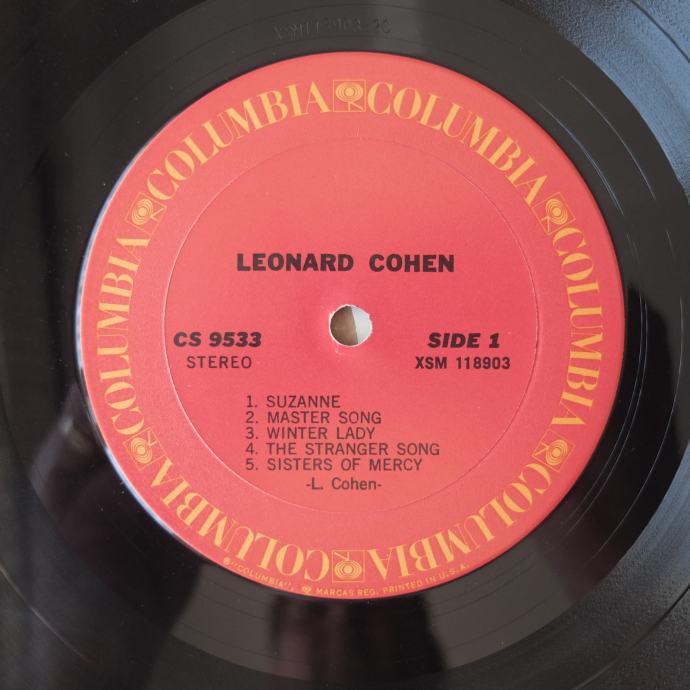 COLUMBIA COLUMBIA COLUMBIA COLUMBIA COLUMBIA COLUMBIA
LEONARD COHEN
CS 9533
STEREO
SIDE 1
XSM 118903
1. SUZANNE
2. MASTER SONG
3. WINTER LADY
4. THE STRANGER SONG
5. SISTERS OF MERCY
-L. Cohen-
®"COLUMBIA", MARCAS REG. PRINTED IN U.S.A.